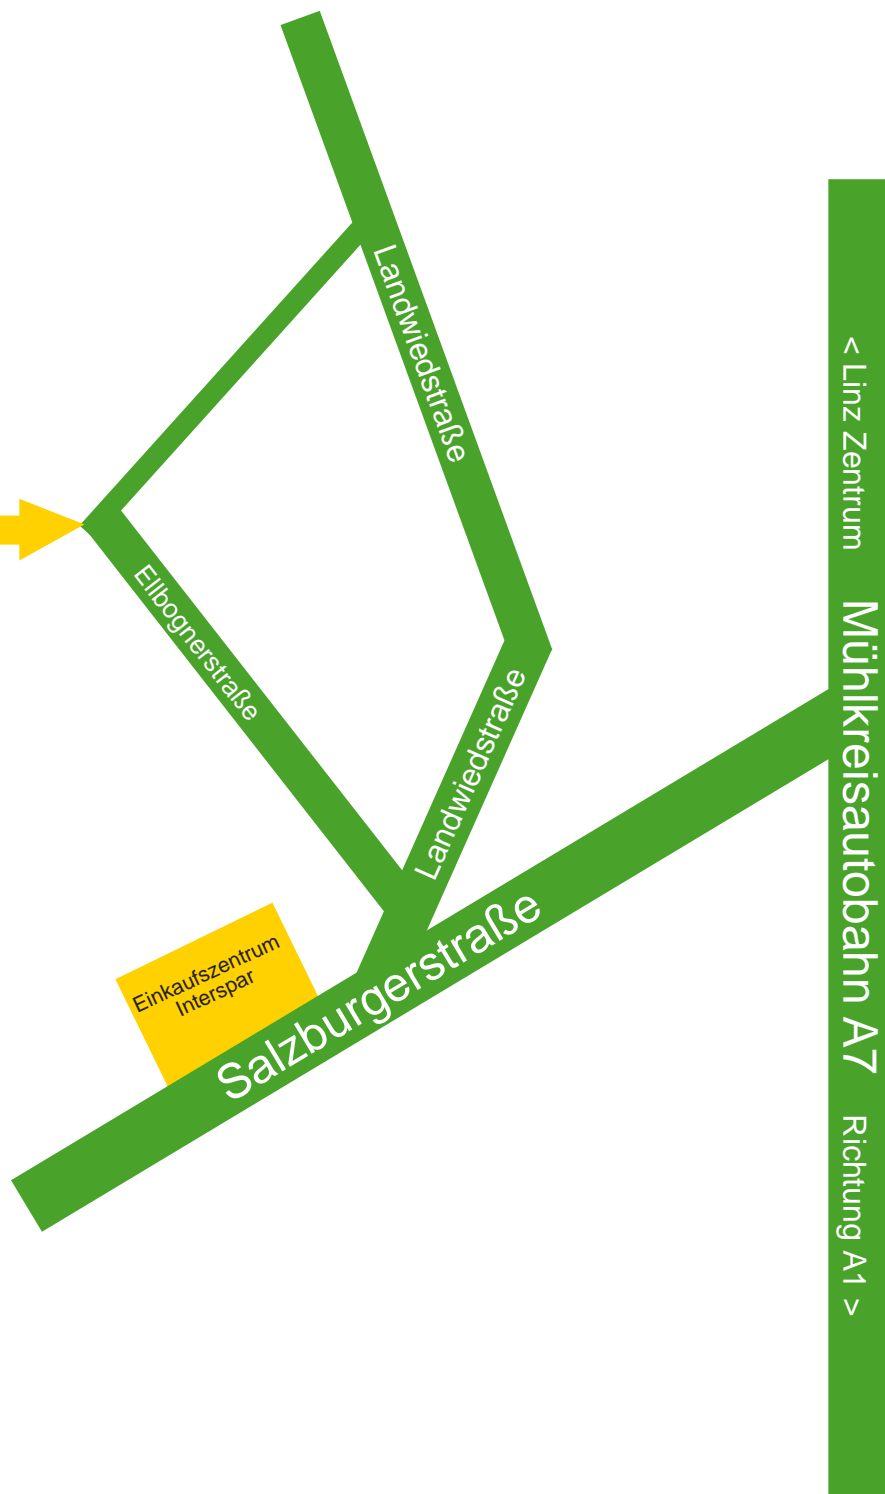 Landwiedstraße
< Linz Zentrum
Mühlkreisautobahn A7
Richtung A1 >
Ellbognerstraße
Landwiedstraße
Salzburgerstraße
Einkaufszentrum
Interspar